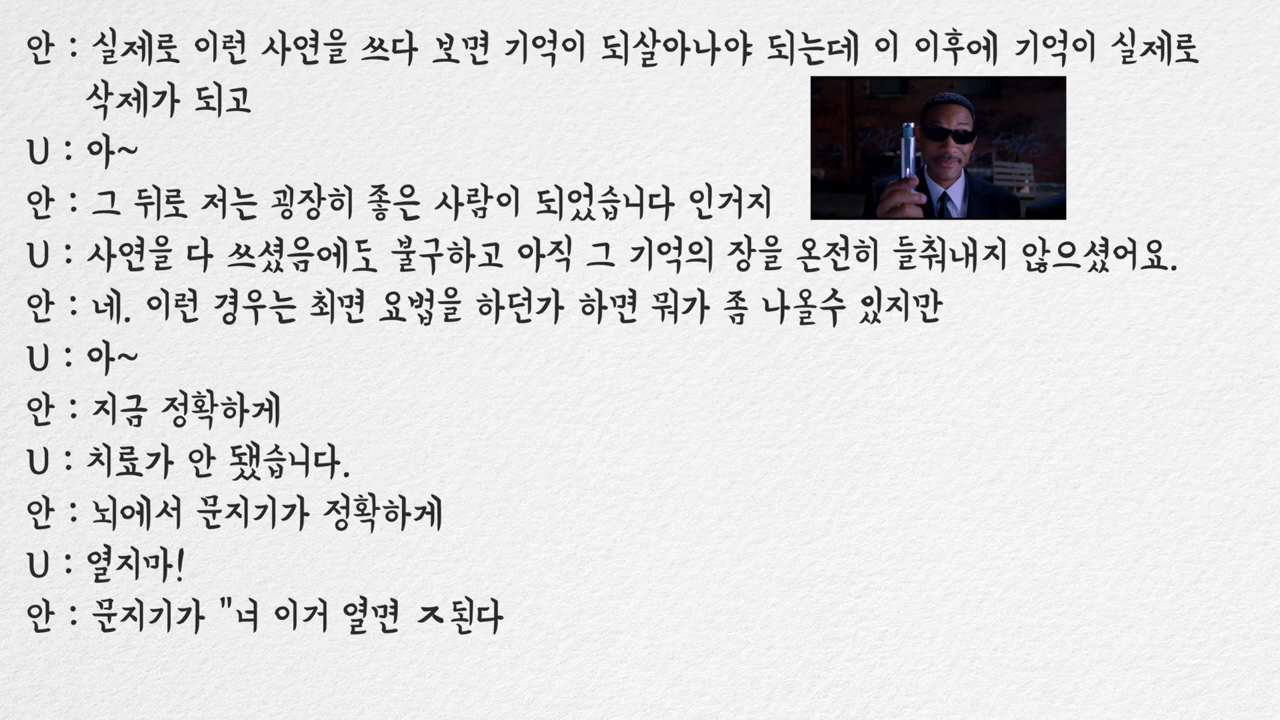 안 : 실제로 이런 사연을 쓰다 보면 기억이 되살아나야 되는데 이 이후에 기억이 실제로
삭제가 되고
U : 아~
안 : 그 뒤로 저는 굉장히 좋은 사람이 되었습니다 인거지
U : 사연을 다 쓰셨음에도 불구하고 아직 그 기억의 장을 온전히 들춰내지 않으셨어요.
안 : 네. 이런 경우는 최면 요법을 하던가 하면 뭐가 좀 나올수 있지만
U : 아~
안 : 지금 정확하게
U : 치료가 안 됐습니다.
안 : 뇌에서 문지기가 정확하게
U : 열지마!
안 : 문지기가 "너 이거 열면 ㅈ된다